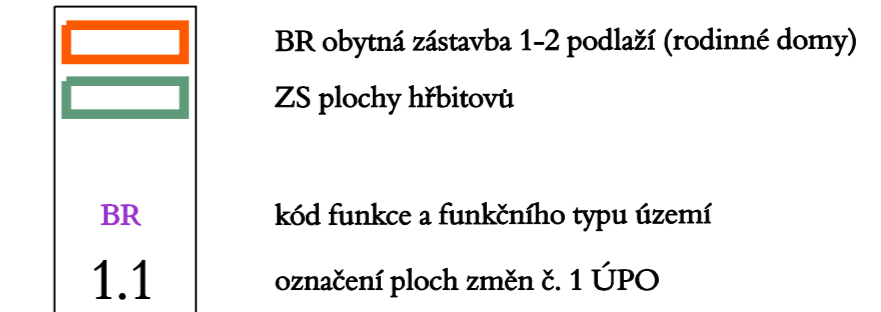 BR obytná zástavba 1-2 podlaží (rodinné domy)
ZS plochy hřbitovů
BR kód funkce a funkčního typu území
1.1 označení ploch změn č. 1 ÚPO